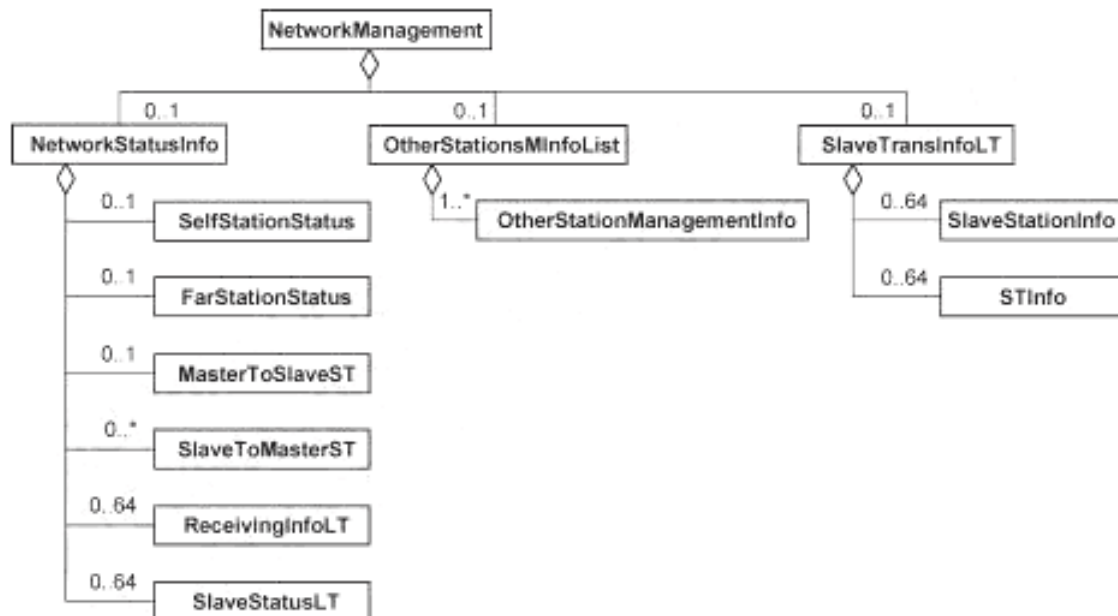 NetworkManagement
0..1
0..1
0..1
NetworkStatusInfo
OtherStationsMInfoList
SlaveTransInfoLT
0..1
SelfStationStatus
1..*
OtherStationManagementInfo
0..64
SlaveStationInfo
0..1
FarStationStatus
0..64
STInfo
0..1
MasterToSlaveST
0..*
SlaveToMasterST
0..64
ReceivingInfoLT
0..64
SlaveStatusLT